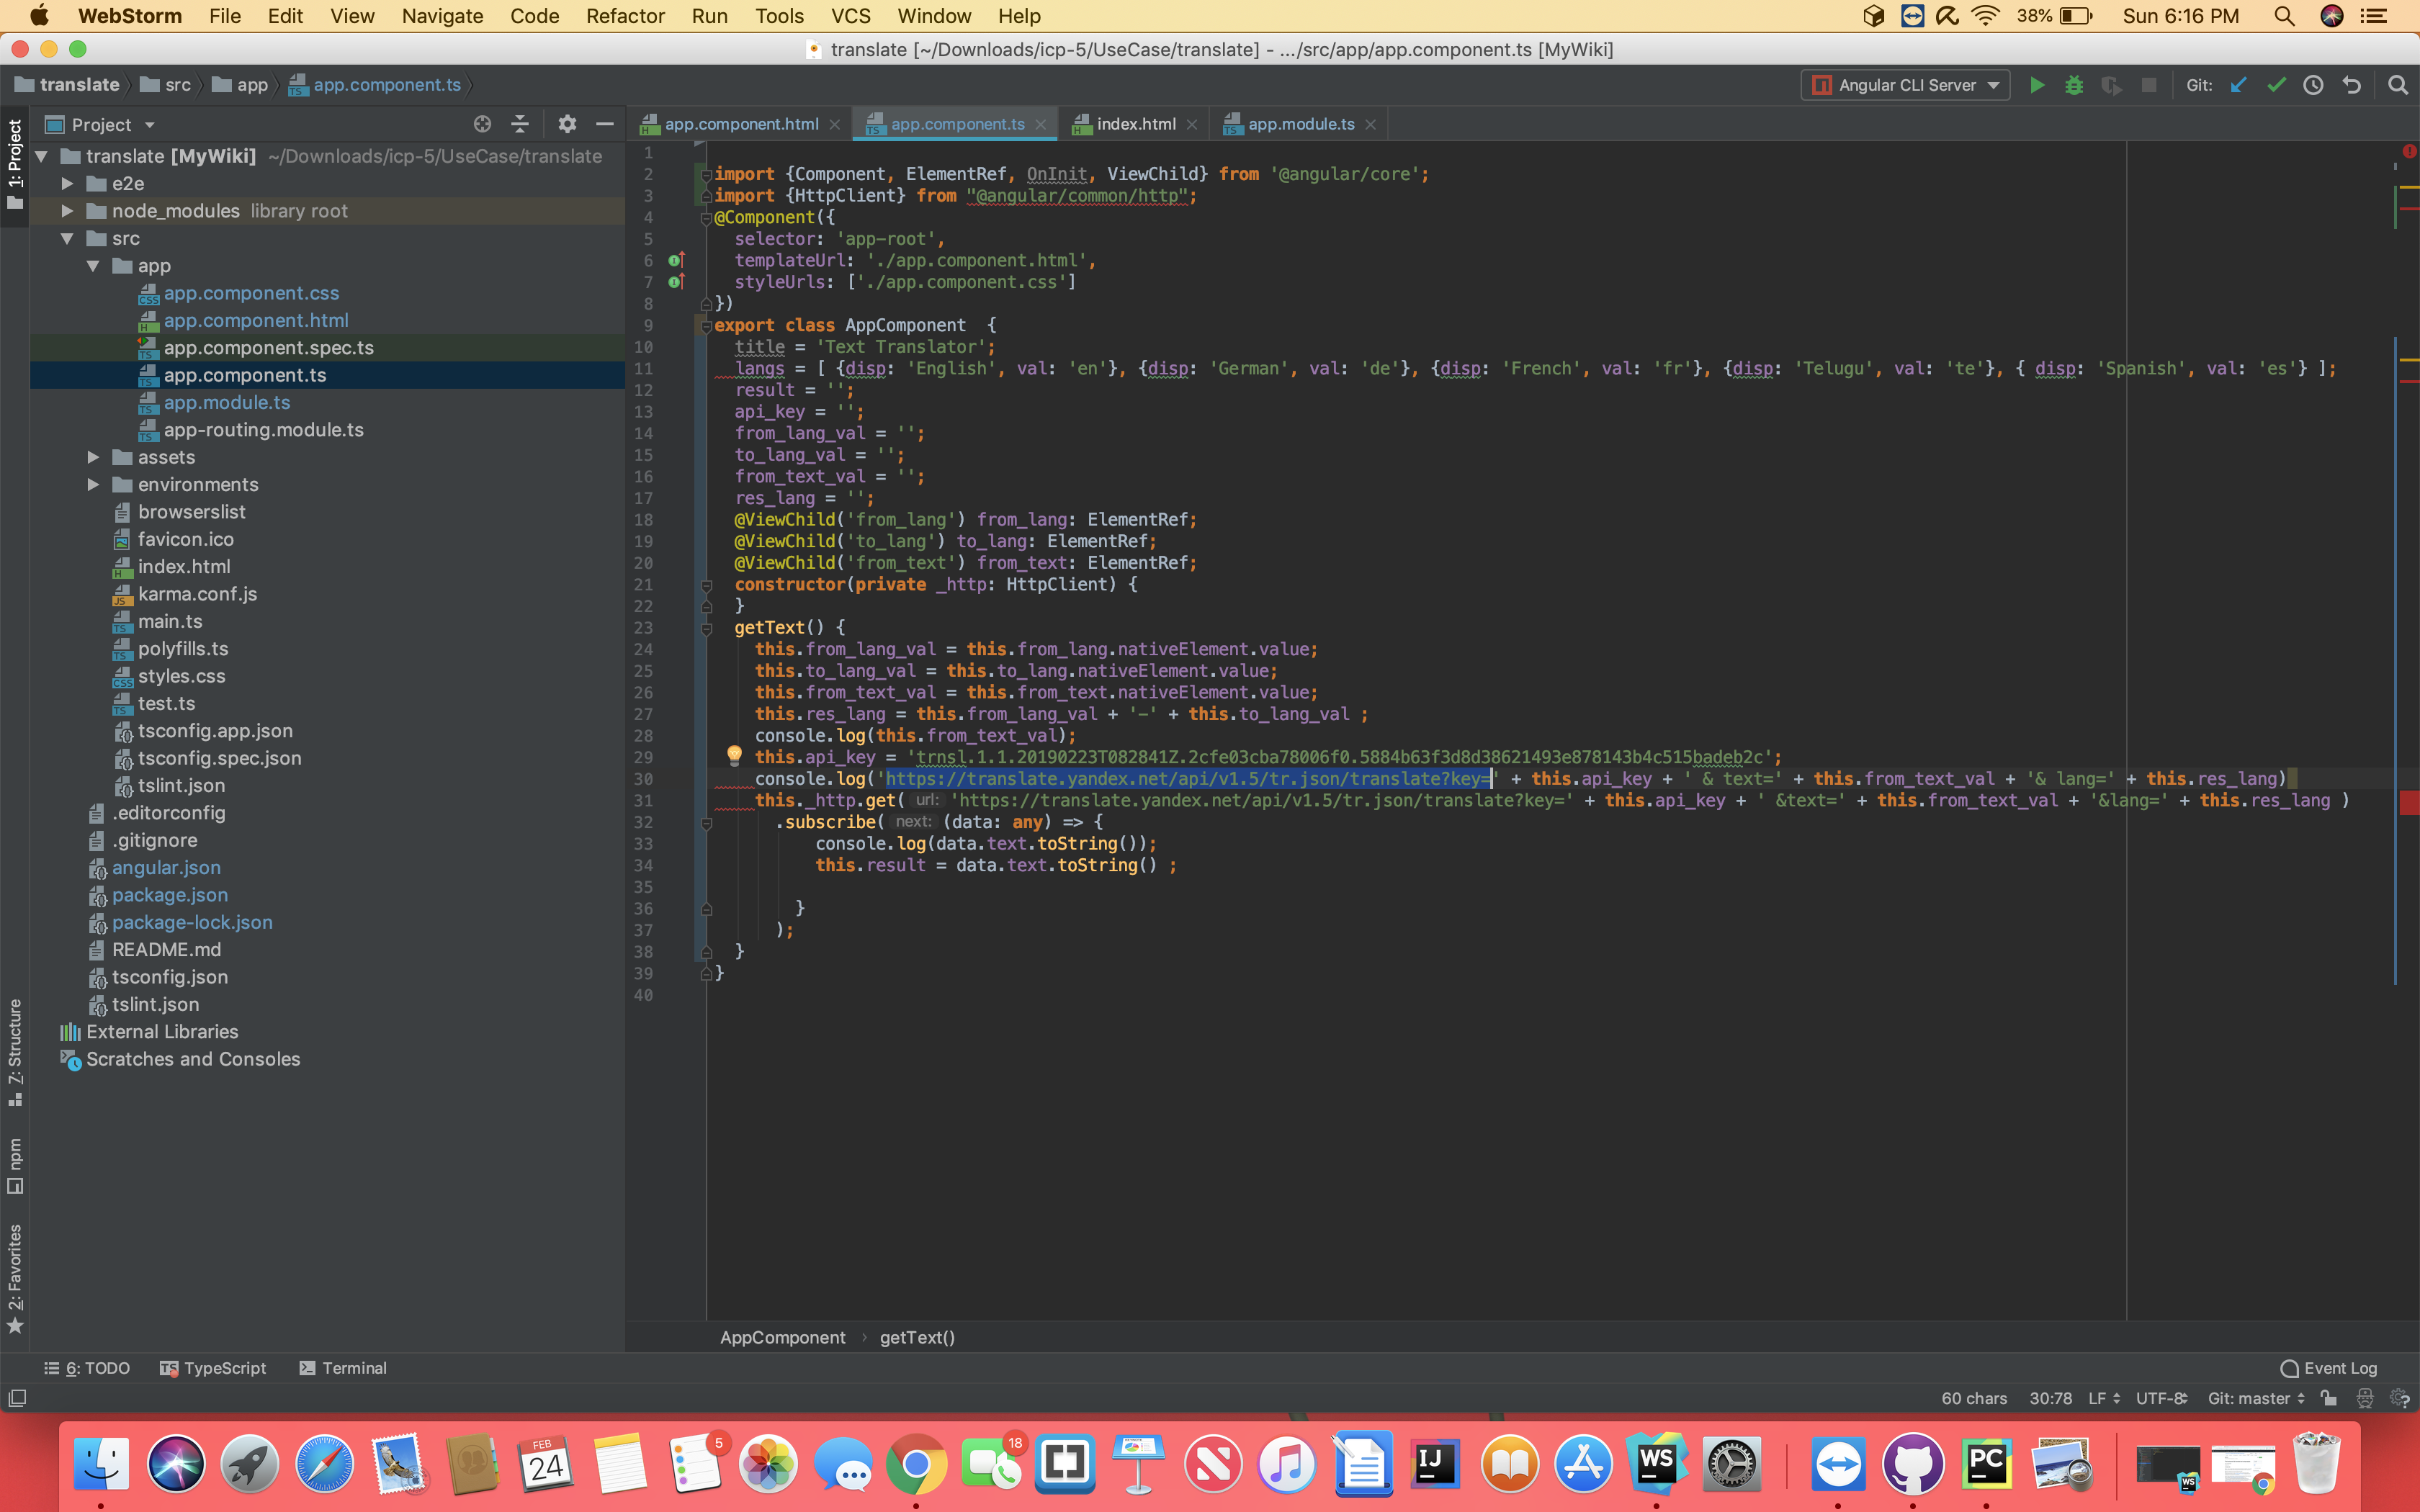 WebStorm File Edit View Navigate Code Refactor Run Tools VCS Window Help 38% Sun 6:16 PM
translate [~/Downloads/icp-5/UseCase/translate] - .../src/app/app.component.ts [MyWiki]
translate src app app.component.ts Angular CLI Server Git:
Project app.component.html app.component.ts index.html app.module.ts
1: Project
translate [MyWiki] ~/Downloads/icp-5/UseCase/translate
e2e
node_modules library root
src
app
app.component.css
app.component.html
app.component.spec.ts
app.component.ts
app.module.ts
app-routing.module.ts
assets
environments
browserslist
favicon.ico
index.html
karma.conf.js
main.ts
polyfills.ts
styles.css
test.ts
tsconfig.app.json
tsconfig.spec.json
tslint.json
.editorconfig
.gitignore
angular.json
package.json
package-lock.json
README.md
tsconfig.json
tslint.json
External Libraries
Scratches and Consoles
7: Structure
npm
2: Favorites
1
2 import {Component, ElementRef, OnInit, ViewChild} from '@angular/core';
3 import {HttpClient} from "@angular/common/http";
4 @Component({
5 selector: 'app-root',
6 templateUrl: './app.component.html',
7 styleUrls: ['./app.component.css']
8 })
9 export class AppComponent {
10 title = 'Text Translator';
11 langs = [ {disp: 'English', val: 'en'}, {disp: 'German', val: 'de'}, {disp: 'French', val: 'fr'}, {disp: 'Telugu', val: 'te'}, { disp: 'Spanish', val: 'es'} ];
12 result = '';
13 api_key = '';
14 from_lang_val = '';
15 to_lang_val = '';
16 from_text_val = '';
17 res_lang = '';
18 @ViewChild('from_lang') from_lang: ElementRef;
19 @ViewChild('to_lang') to_lang: ElementRef;
20 @ViewChild('from_text') from_text: ElementRef;
21 constructor(private _http: HttpClient) {
22 }
23 getText() {
24 this.from_lang_val = this.from_lang.nativeElement.value;
25 this.to_lang_val = this.to_lang.nativeElement.value;
26 this.from_text_val = this.from_text.nativeElement.value;
27 this.res_lang = this.from_lang_val + '-' + this.to_lang_val ;
28 console.log(this.from_text_val);
29 this.api_key = 'trnsl.1.1.20190223T082841Z.2cfe03cba78006f0.5884b63f3d8d38621493e878143b4c515badeb2c';
30 console.log('https://translate.yandex.net/api/v1.5/tr.json/translate?key=' + this.api_key + ' & text=' + this.from_text_val + '& lang=' + this.res_lang)
31 this._http.get( url: 'https://translate.yandex.net/api/v1.5/tr.json/translate?key=' + this.api_key + ' &text=' + this.from_text_val + '&lang=' + this.res_lang )
32 .subscribe( next: (data: any) => {
33 console.log(data.text.toString());
34 this.result = data.text.toString() ;
35
36 }
37 );
38 }
39 }
40
AppComponent › getText()
6: TODO TypeScript Terminal Event Log
60 chars 30:78 LF UTF-8 Git: master
FEB
24
5
18
IJ
WS
PC
WS